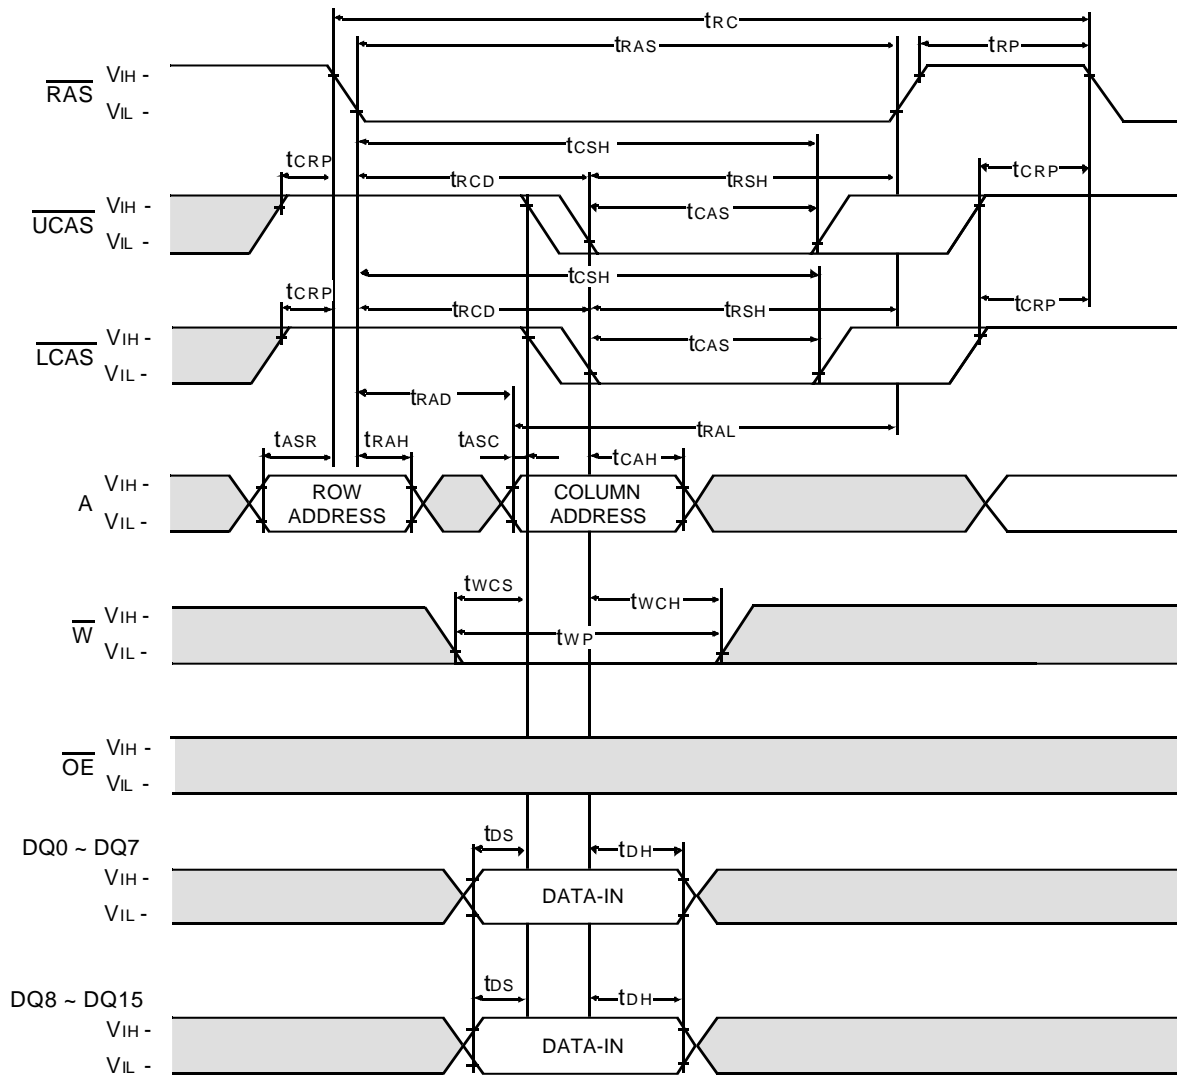 tRC
tRAS
tRP
RAS
VIH -
VIL -
tCSH
tCRP
tRCD
tRSH
tCRP
UCAS
VIH -
VIL -
tCAS
tCSH
tCRP
tRCD
tRSH
tCRP
LCAS
VIH -
VIL -
tCAS
tRAD
tRAL
tASR
tRAH
tASC
tCAH
A
VIH -
VIL -
ROW
ADDRESS
COLUMN
ADDRESS
tWCS
tWCH
W
VIH -
VIL -
tWP
OE
VIH -
VIL -
DQ0 ~ DQ7
tDS
tDH
VIH -
VIL -
DATA-IN
DQ8 ~ DQ15
tDS
tDH
VIH -
VIL -
DATA-IN